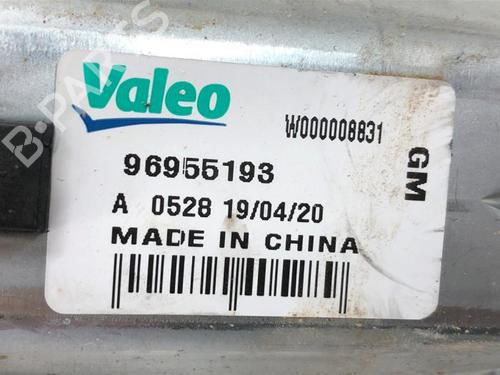 Valeo
W000008831
96955193
GM
A 0528 19/04/20
MADE IN CHINA
B-PARTS